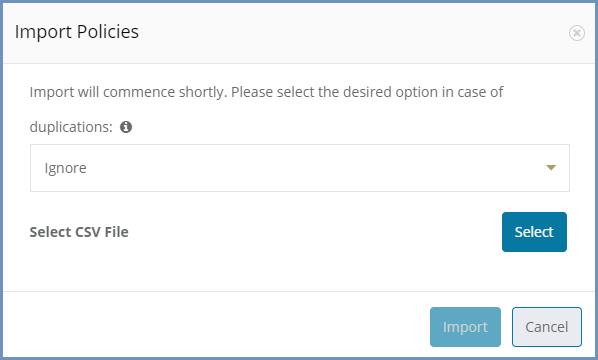 Import Policies
Import will commence shortly. Please select the desired option in case of
duplications:
Ignore
Select CSV File
Select
Import
Cancel